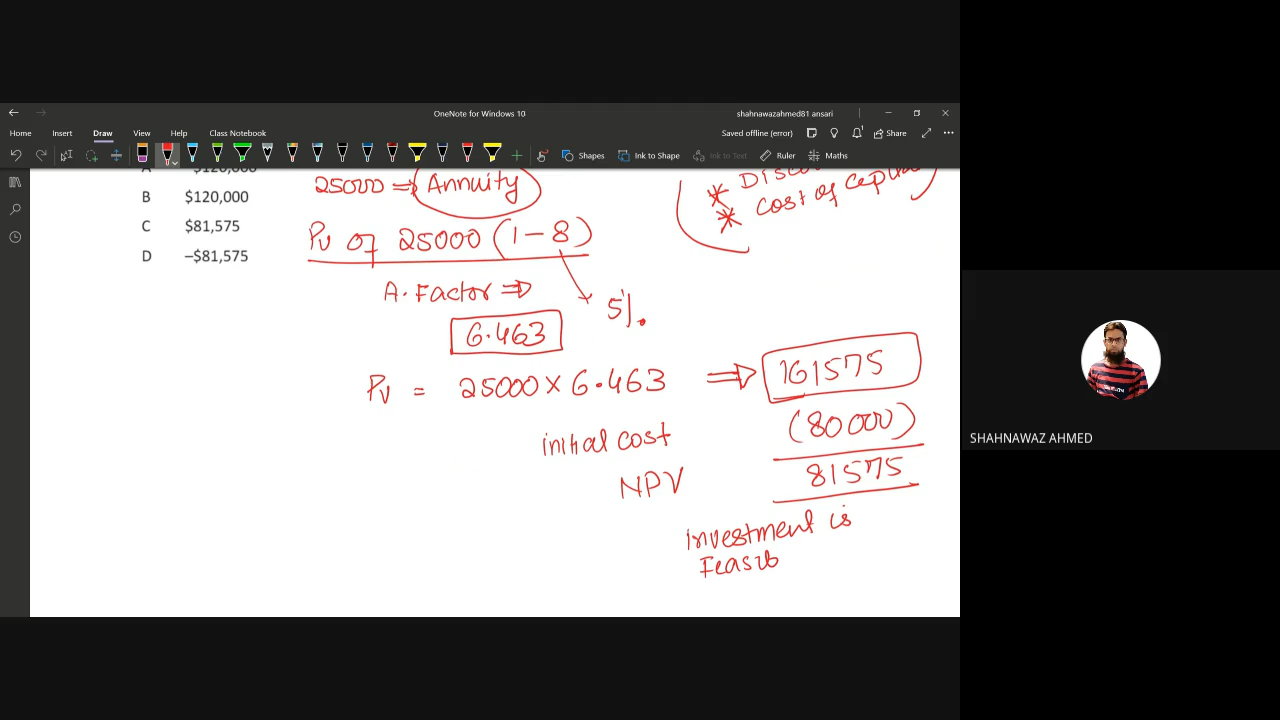 OneNote for Windows 10
shahnawazahmed81 ansari
Home Insert Draw View Help Class Notebook
Saved offline (error)
Share
Shapes
Ink to Shape
Ink to Text
Ruler
Maths
B $120,000
C $81,575
D –$81,575
25000 ⇒ Annuity
* Cost of Capital
PV of 25000 (1-8)
A. Factor ⇒
5%.
6.463
PV = 25000 × 6.463 ⇒ 161575
initial cost (80000)
NPV 81575
investment is
Feasib
SHAHNAWAZ AHMED